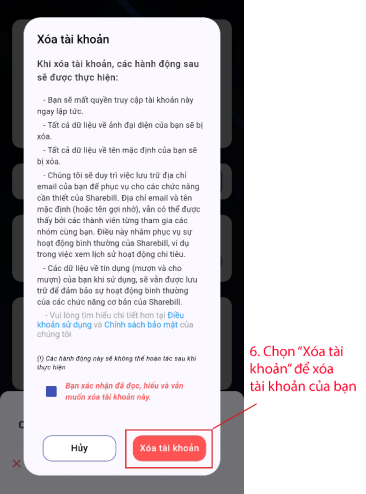 Xóa tài khoản
Khi xóa tài khoản, các hành động sau
sẽ được thực hiện:
- Bạn sẽ mất quyền truy cập tài khoản này
ngay lập tức.
- Tất cả dữ liệu về ảnh đại diện của bạn sẽ bị
xóa.
- Tất cả dữ liệu về tên mặc định của bạn sẽ
bị xóa.
- Chúng tôi sẽ duy trì việc lưu trữ địa chỉ
email của bạn để phục vụ cho các chức năng
cần thiết của Sharebill. Địa chỉ email và tên
mặc định (hoặc tên gợi nhớ), vẫn có thể được
thấy bởi các thành viên từng tham gia các
nhóm cùng bạn. Điều này nhằm phục vụ sự
hoạt động bình thường của Sharebill, ví dụ
trong việc xem lịch sử hoạt động chi tiêu.
- Các dữ liệu về tín dụng (mượn và cho
mượn) của bạn khi sử dụng, sẽ vẫn được lưu
trữ để đảm bảo sự hoạt động bình thường
của các chức năng cơ bản của Sharebill.
- Vui lòng tìm hiểu chi tiết hơn tại Điều
khoản sử dụng và Chính sách bảo mật của
chúng tôi
(!) Các hành động này sẽ không thể hoàn tác sau khi
thực hiện
Bạn xác nhận đã đọc, hiểu và vẫn
muốn xóa tài khoản này.
Hủy
Xóa tài khoản
6. Chọn “Xóa tài
khoản” để xóa
tài khoản của bạn